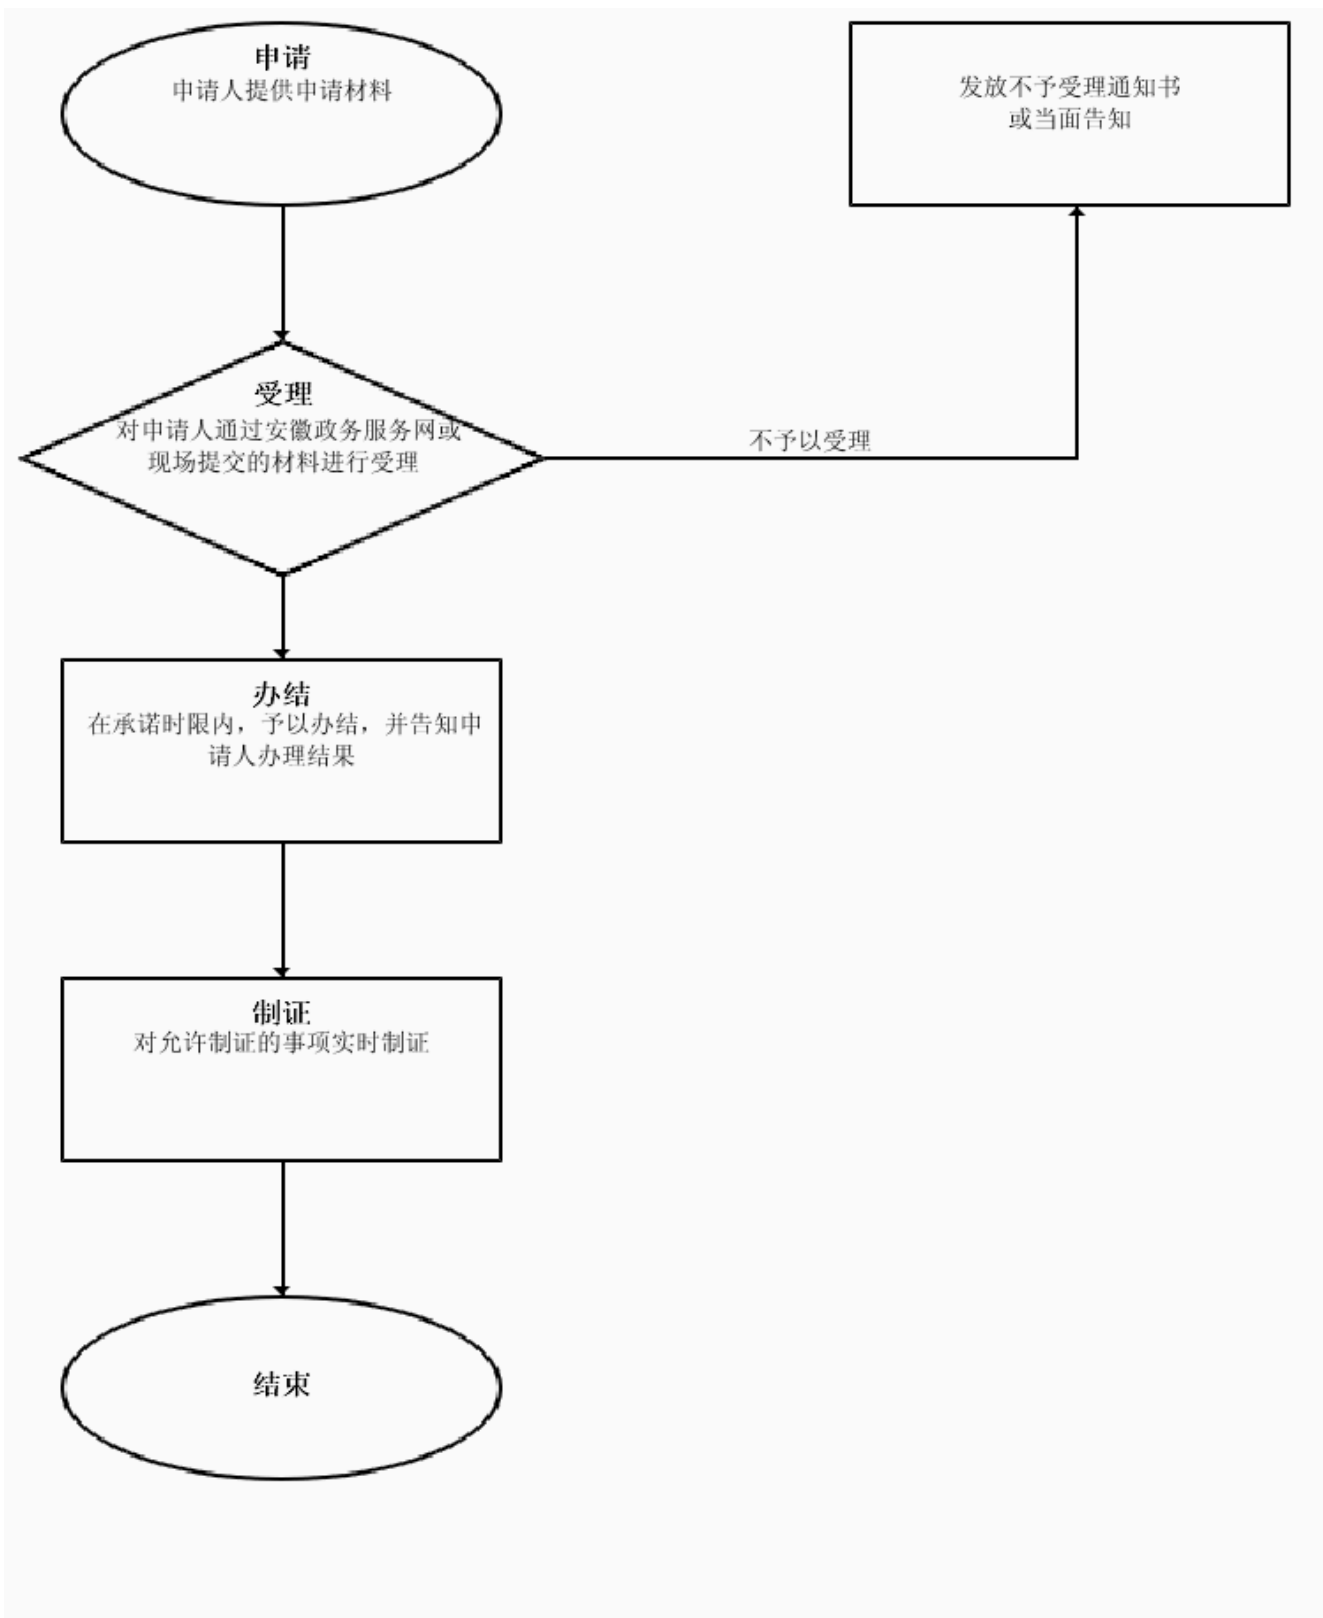 申请
申请人提供申请材料
发放不予受理通知书
或当面告知
受理
对申请人通过安徽政务服务网或
现场提交的材料进行受理
不予以受理
办结
在承诺时限内，予以办结，并告知申
请人办理结果
制证
对允许制证的事项实时制证
结束